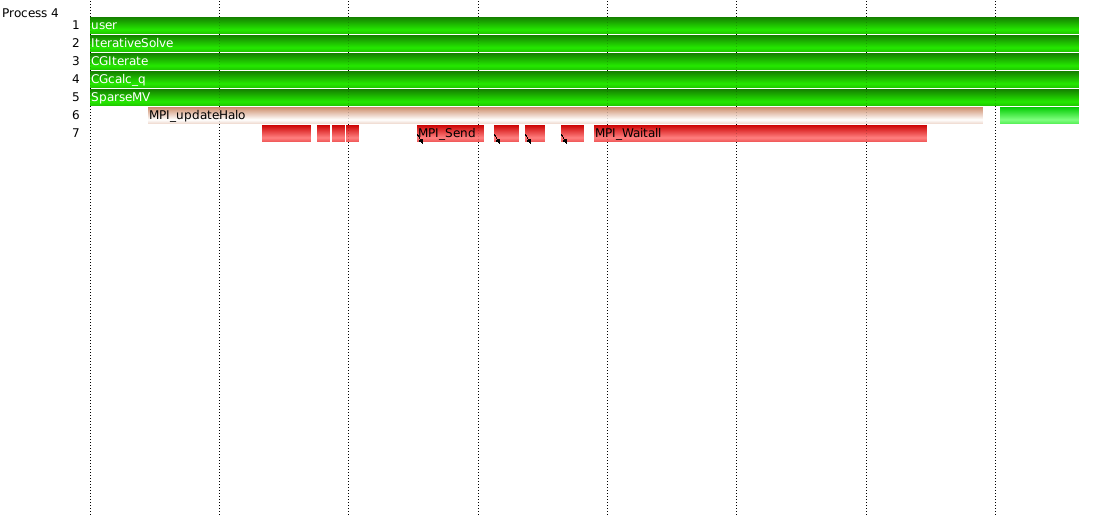 Process 4
1 user
2 IterativeSolve
3 CGIterate
4 CGcalc_q
5 SparseMV
6 MPI_updateHalo
7 MPI_Send MPI_Waitall